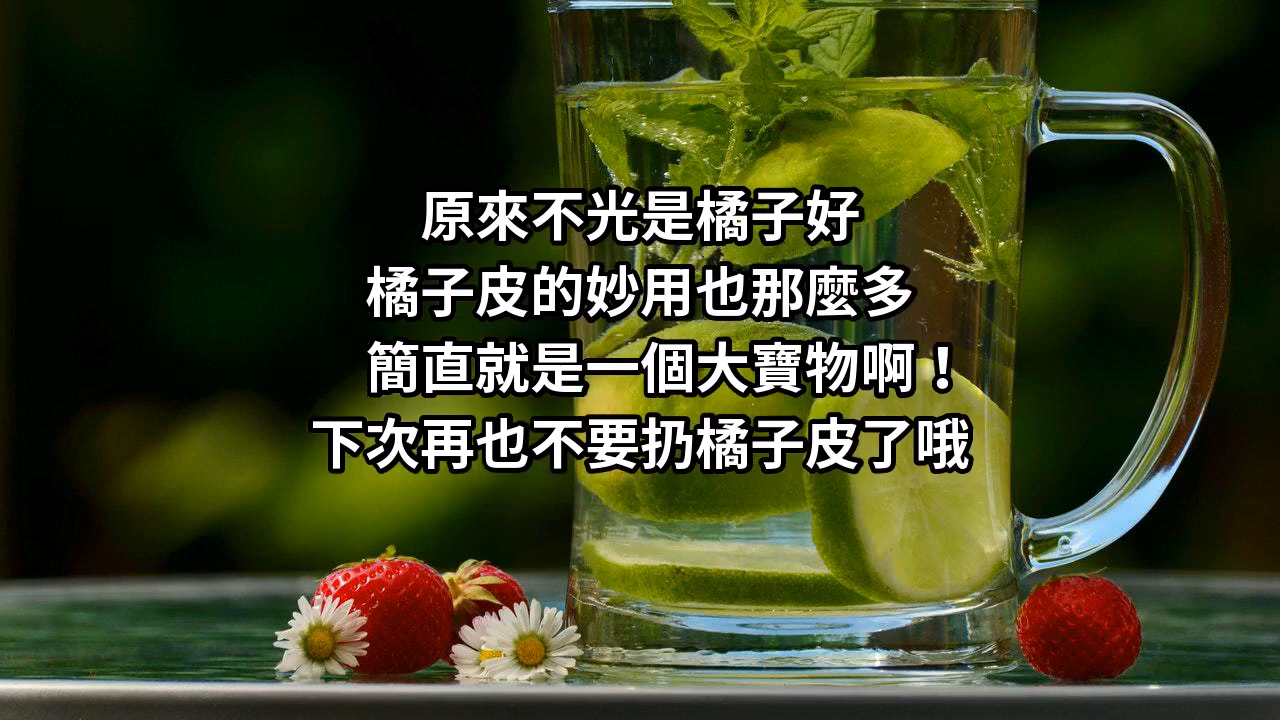 原來不光是橘子好
橘子皮的妙用也那麼多
簡直就是一個大寶物啊！
下次再也不要扔橘子皮了哦